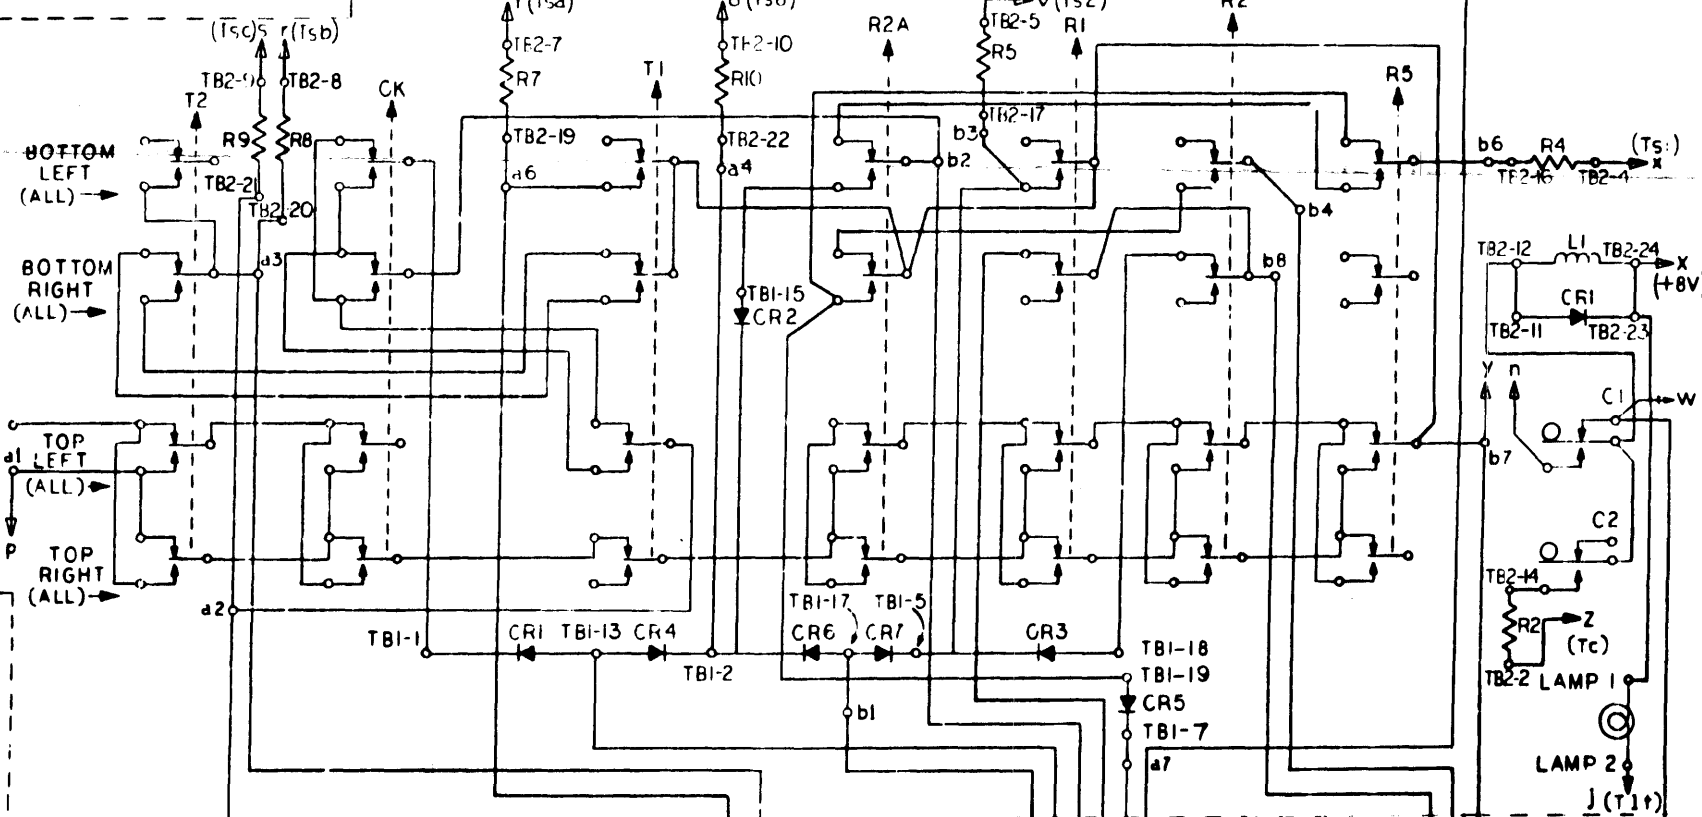 (Tsc)s r(Tsb)
r(Tsa)
V(Tsz)
TB2-9 TB2-8
TB2-7
TB2-10
R2A
TB2-5
R1
R2
T2
CK
R7
T1
R10
R5
R5
R9
R8
TB2-19
TB2-22
TB2-17
b3
BOTTOM
LEFT
(ALL)
TB2-21
TB2-20
a6
a4
b2
b6
R4
TB2-16
TB2-4
x
b4
BOTTOM
RIGHT
(ALL)
a3
b8
TB2-12
L1
TB2-24
X
(+8V)
TB1-15
CR2
CR1
TB2-11
TB2-23
Y
n
C1
W
a1
TOP
LEFT
(ALL)
b7
P
TOP
RIGHT
(ALL)
C2
TB2-14
a2
TB1-17
TB1-5
R2
Z
(Tc)
TB1-1
CR1
TB1-13
CR4
TB1-2
CR6
CR7
CR3
TB1-18
TB1-19
TB2-2
LAMP 1
b1
CR5
TB1-7
a7
LAMP 2
j(T1t)